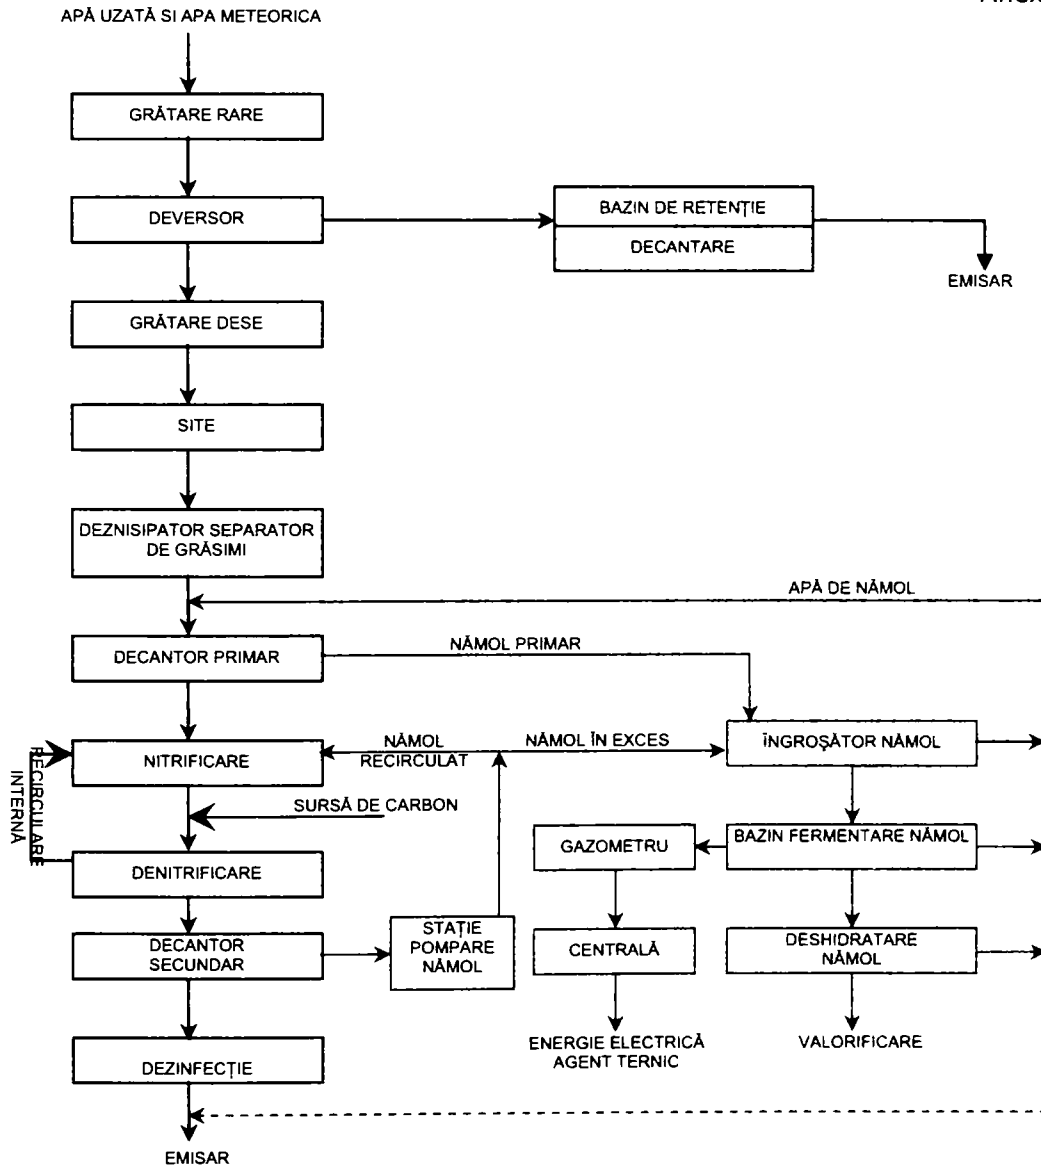 APĂ UZATĂ SI APA METEORICA
GRĂTARE RARE
DEVERSOR
BAZIN DE RETENȚIE
DECANTARE
EMISAR
GRĂTARE DESE
SITE
DEZNISIPATOR SEPARATOR
DE GRĂSIMI
APĂ DE NĂMOL
DECANTOR PRIMAR
NĂMOL PRIMAR
NITRIFICARE
NĂMOL
RECIRCULAT
NĂMOL ÎN EXCES
ÎNGROȘĂTOR NĂMOL
RECIRCULARE
INTERNĂ
SURSĂ DE CARBON
GAZOMETRU
BAZIN FERMENTARE NĂMOL
DENITRIFICARE
DECANTOR
SECUNDAR
STAȚIE
POMPARE
NĂMOL
CENTRALĂ
DESHIDRATARE
NĂMOL
ENERGIE ELECTRICĂ
AGENT TERNIC
VALORIFICARE
DEZINFECȚIE
EMISAR